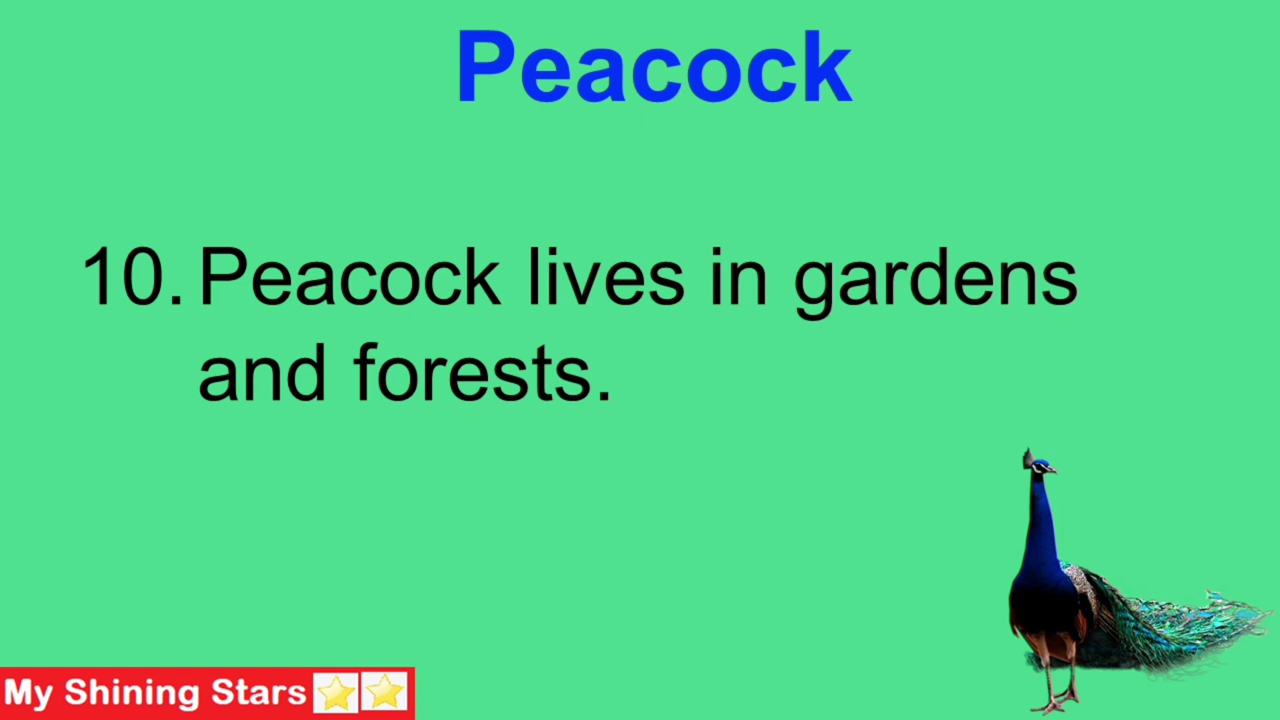 Peacock
10. Peacock lives in gardens
and forests.
My Shining Stars